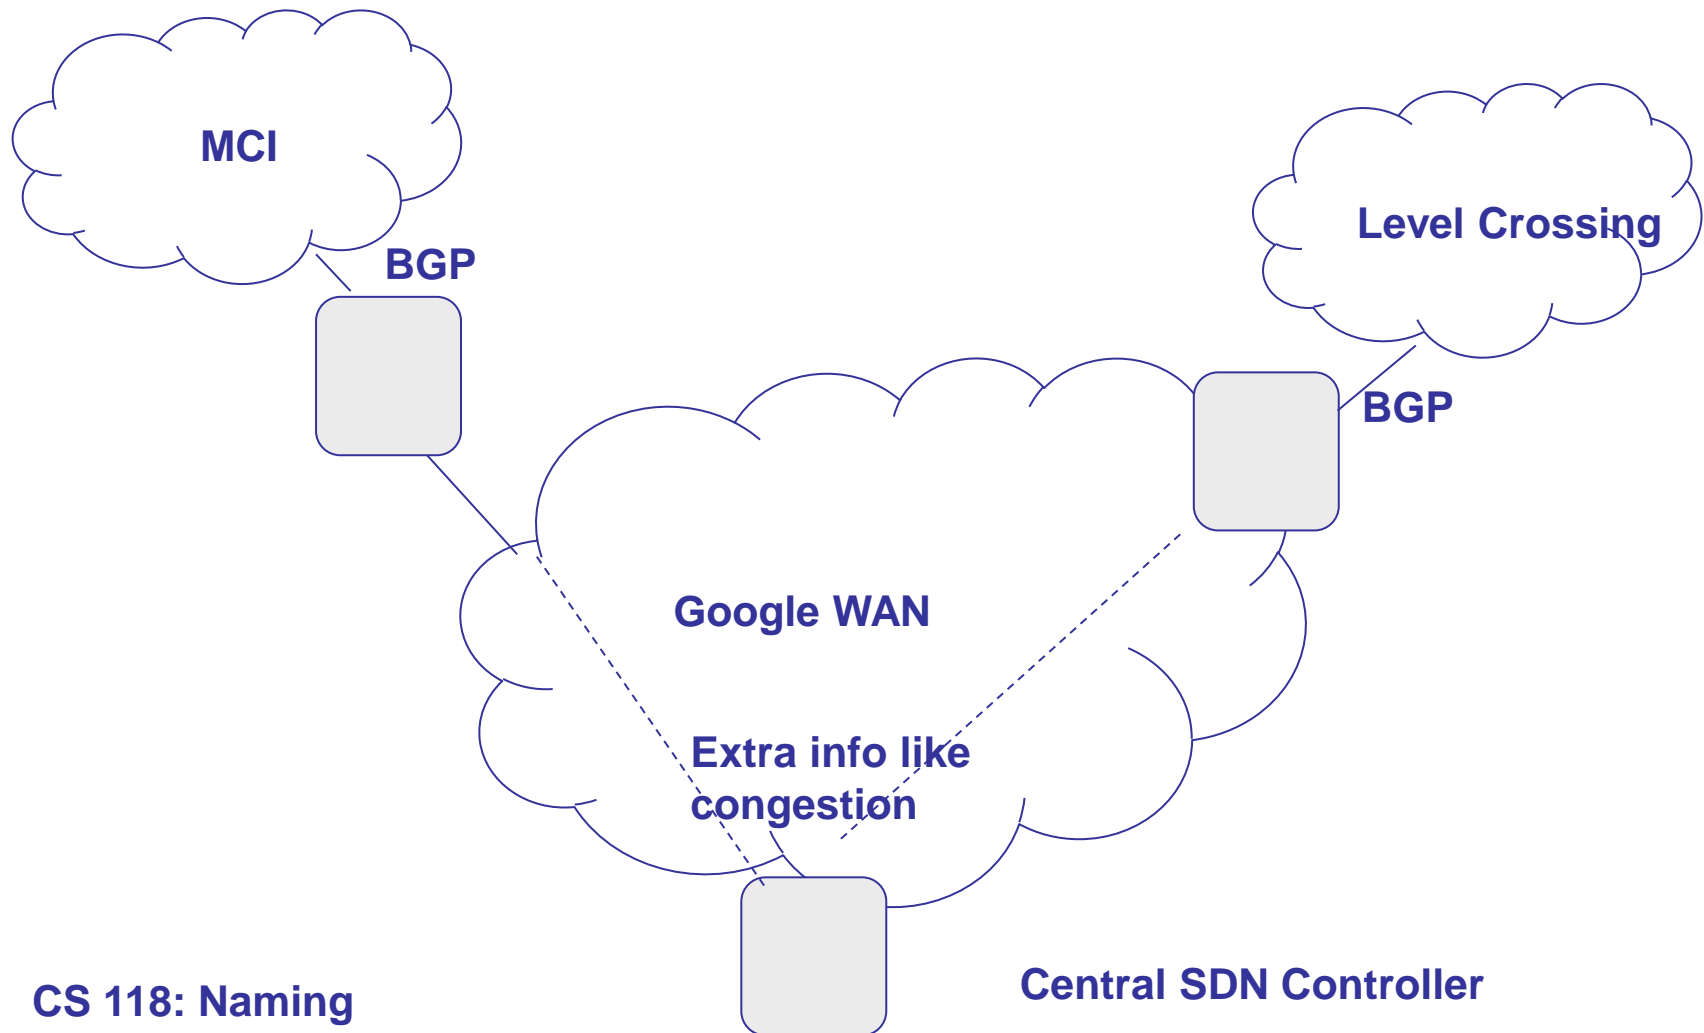 MCI
Level Crossing
BGP
BGP
Google WAN
Extra info like
congestion
Central SDN Controller
CS 118: Naming